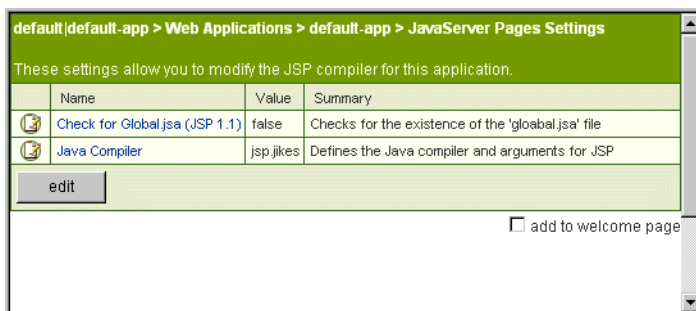 default|default-app > Web Applications > default-app > JavaServer Pages Settings
These settings allow you to modify the JSP compiler for this application.
Name Value Summary
Check for Global.jsa (JSP 1.1) false Checks for the existence of the 'gloabal.jsa' file
Java Compiler jsp.jikes Defines the Java compiler and arguments for JSP
edit
add to welcome page